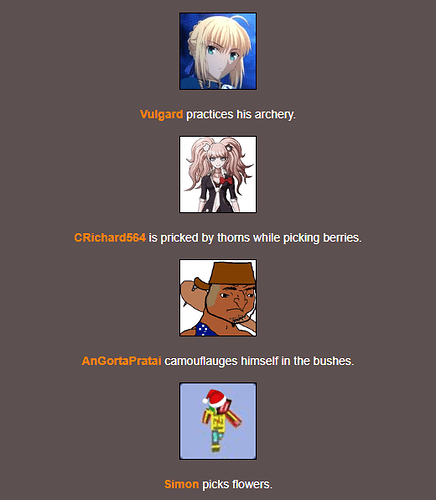 Vulgard practices his archery.
CRichard564 is pricked by thorns while picking berries.
AnGortaPratai camouflauges himself in the bushes.
Simon picks flowers.